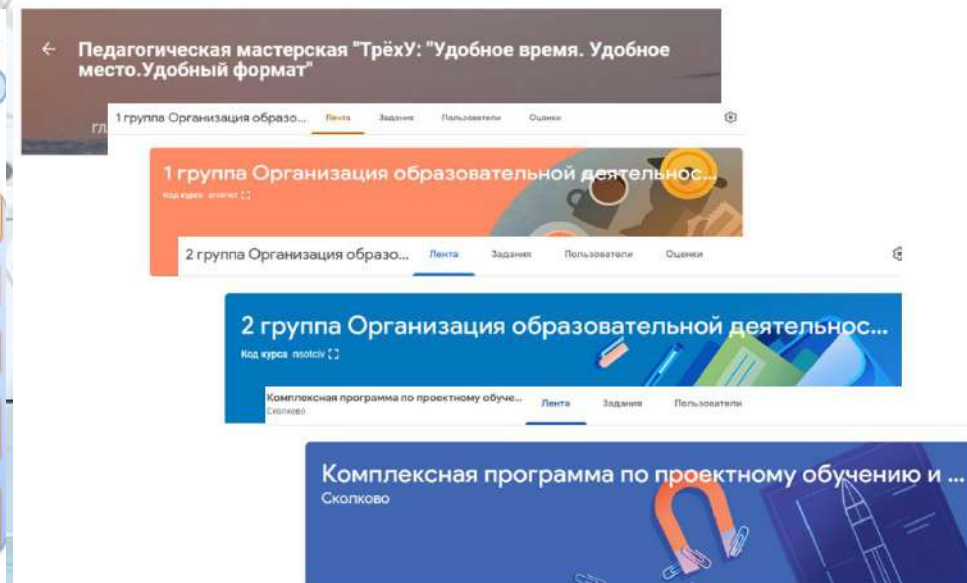 Педагогическая мастерская "ТрёхУ: "Удобное время. Удобное
место.Удобный формат"
1 группа Организация образо... Лента Задания Пользователи Оценки
1 группа Организация образовательной деятельнос...
Код курса
2 группа Организация образо... Лента Задания Пользователи Оценки
2 группа Организация образовательной деятельнос...
Код курса nsotciv
Комплексная программа по проектному обуче... Лента Задания Пользователи
Сколково
Комплексная программа по проектному обучению и ...
Сколково